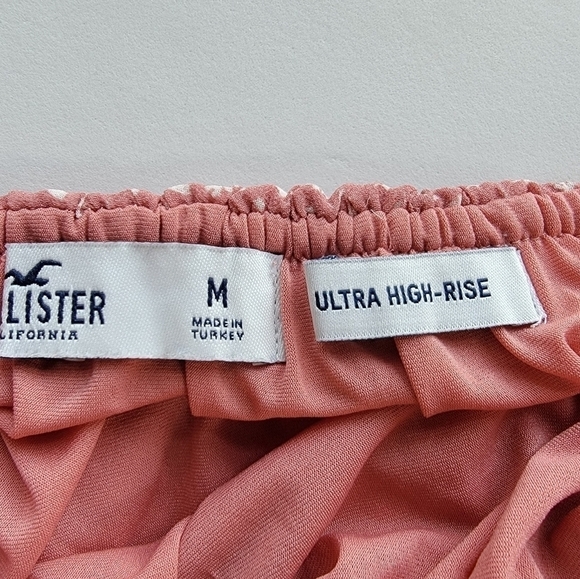 LISTER
LIFORNIA
M
MADE IN
TURKEY
ULTRA HIGH-RISE